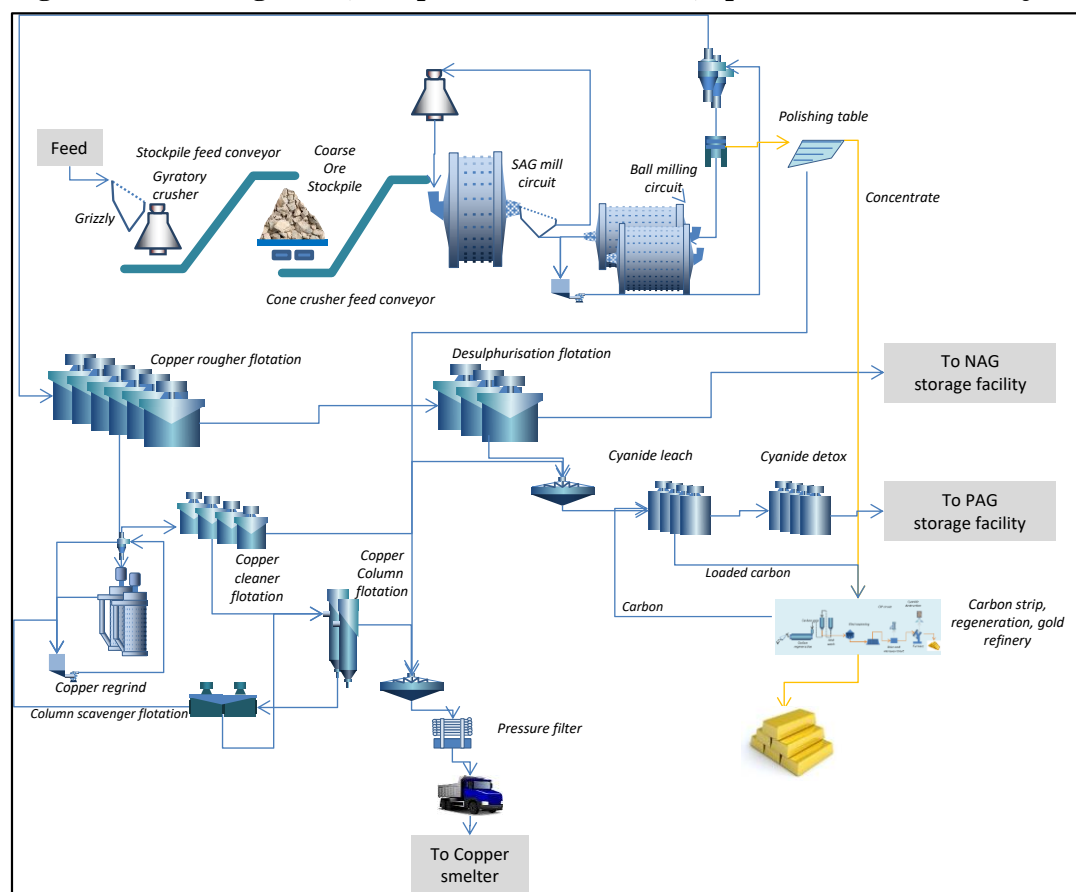 Polishing table
Feed
Stockpile feed conveyor
Gyratory
crusher
Grizzly
Coarse
Ore
Stockpile
SAG mill
circuit
Ball milling
circuit
Concentrate
Cone crusher feed conveyor
Copper rougher flotation
Desulphurisation flotation
To NAG
storage facility
Cyanide leach
Cyanide detox
To PAG
storage facility
Copper
cleaner
flotation
Copper
Column
flotation
Loaded carbon
Carbon
Carbon strip,
regeneration, gold
refinery
Copper regrind
Column scavenger flotation
Pressure filter
To Copper
smelter